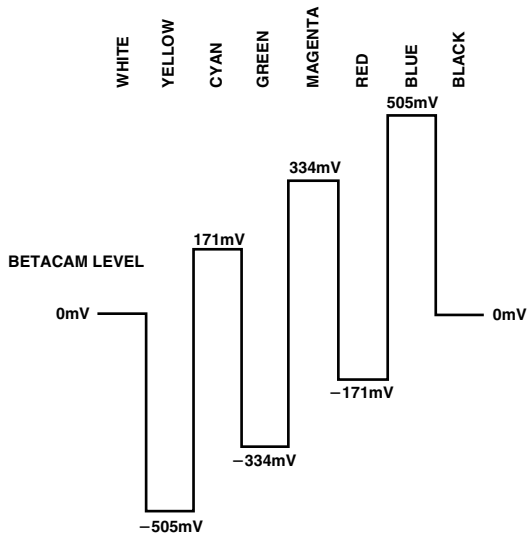 WHITE
YELLOW
CYAN
GREEN
MAGENTA
RED
BLUE
BLACK
505mV
334mV
171mV
BETACAM LEVEL
0mV
0mV
−171mV
−334mV
−505mV